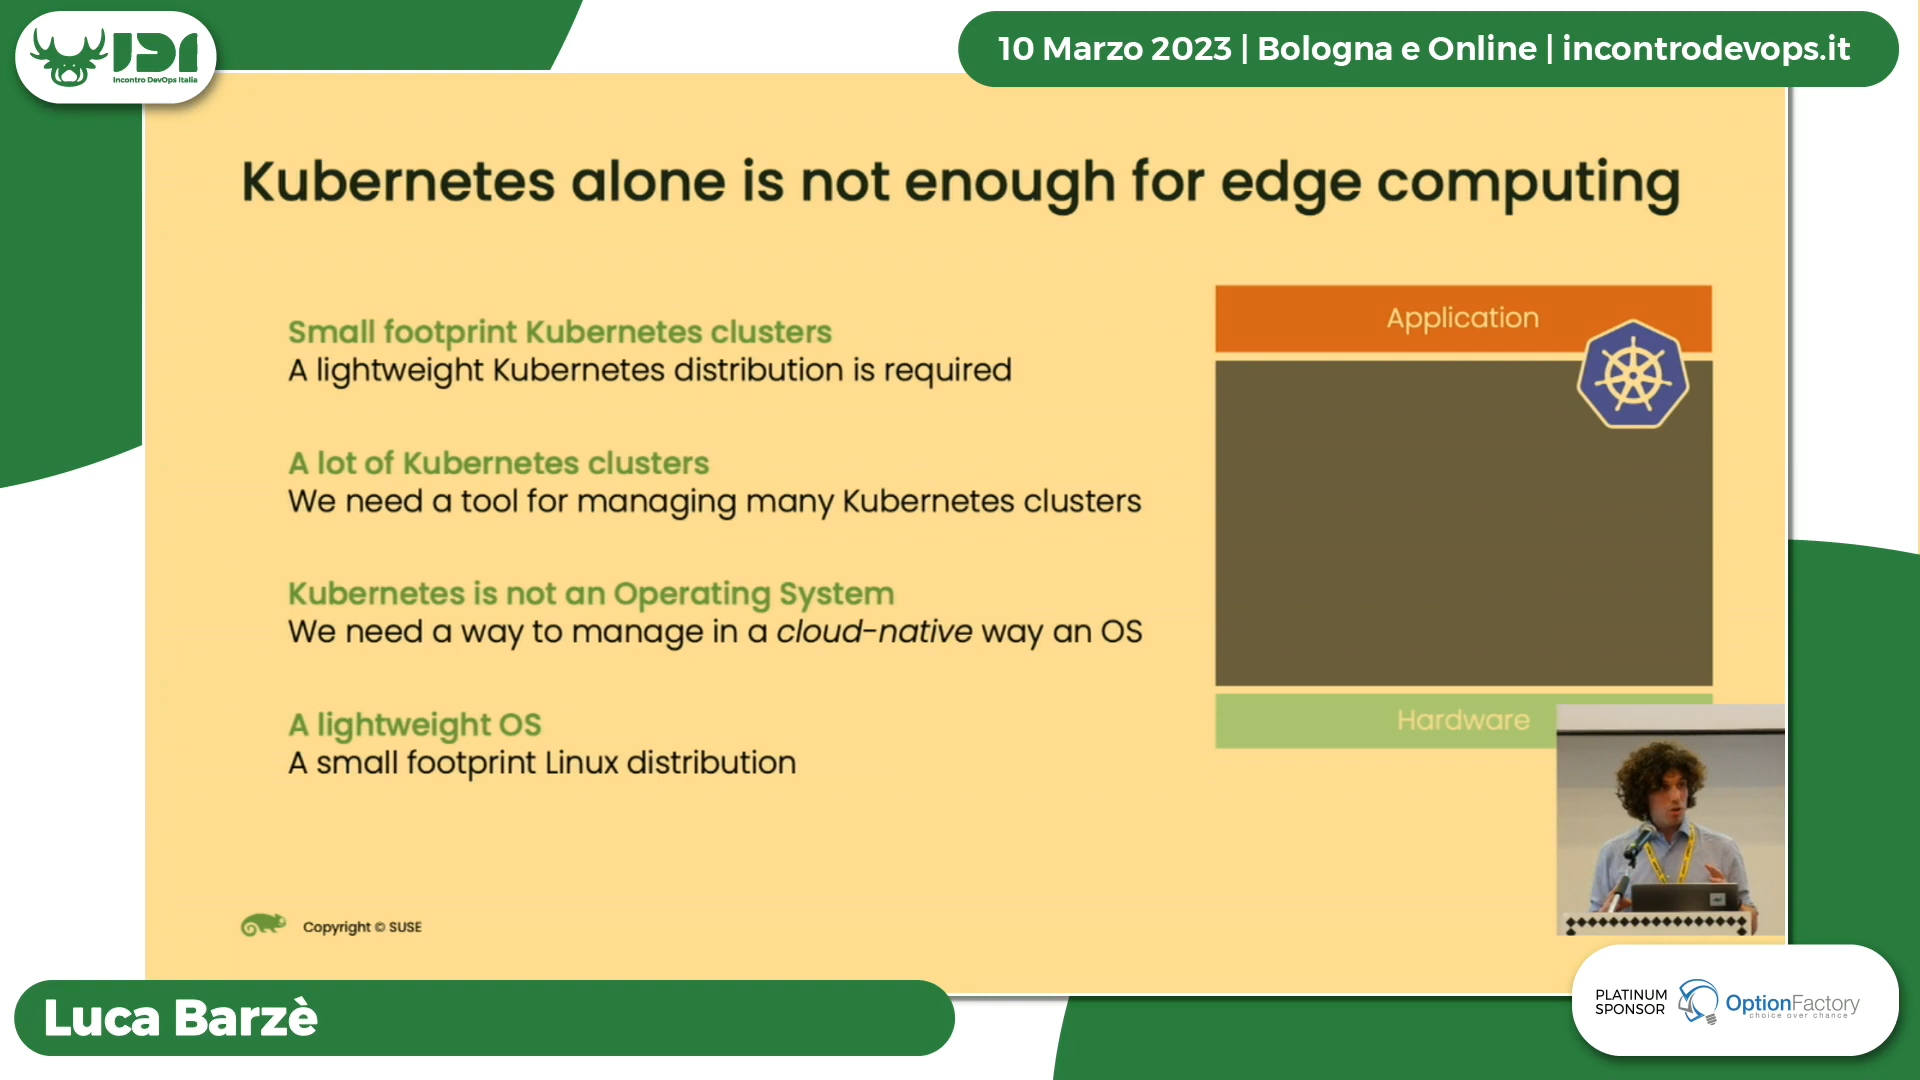 Incontro DevOps Italia
10 Marzo 2023 | Bologna e Online | incontrodevops.it
Kubernetes alone is not enough for edge computing
Small footprint Kubernetes clusters
A lightweight Kubernetes distribution is required
A lot of Kubernetes clusters
We need a tool for managing many Kubernetes clusters
Kubernetes is not an Operating System
We need a way to manage in a cloud-native way an OS
A lightweight OS
A small footprint Linux distribution
Application
Hardware
Copyright © SUSE
Luca Barzè
PLATINUM
SPONSOR
OptionFactory
choice over chance